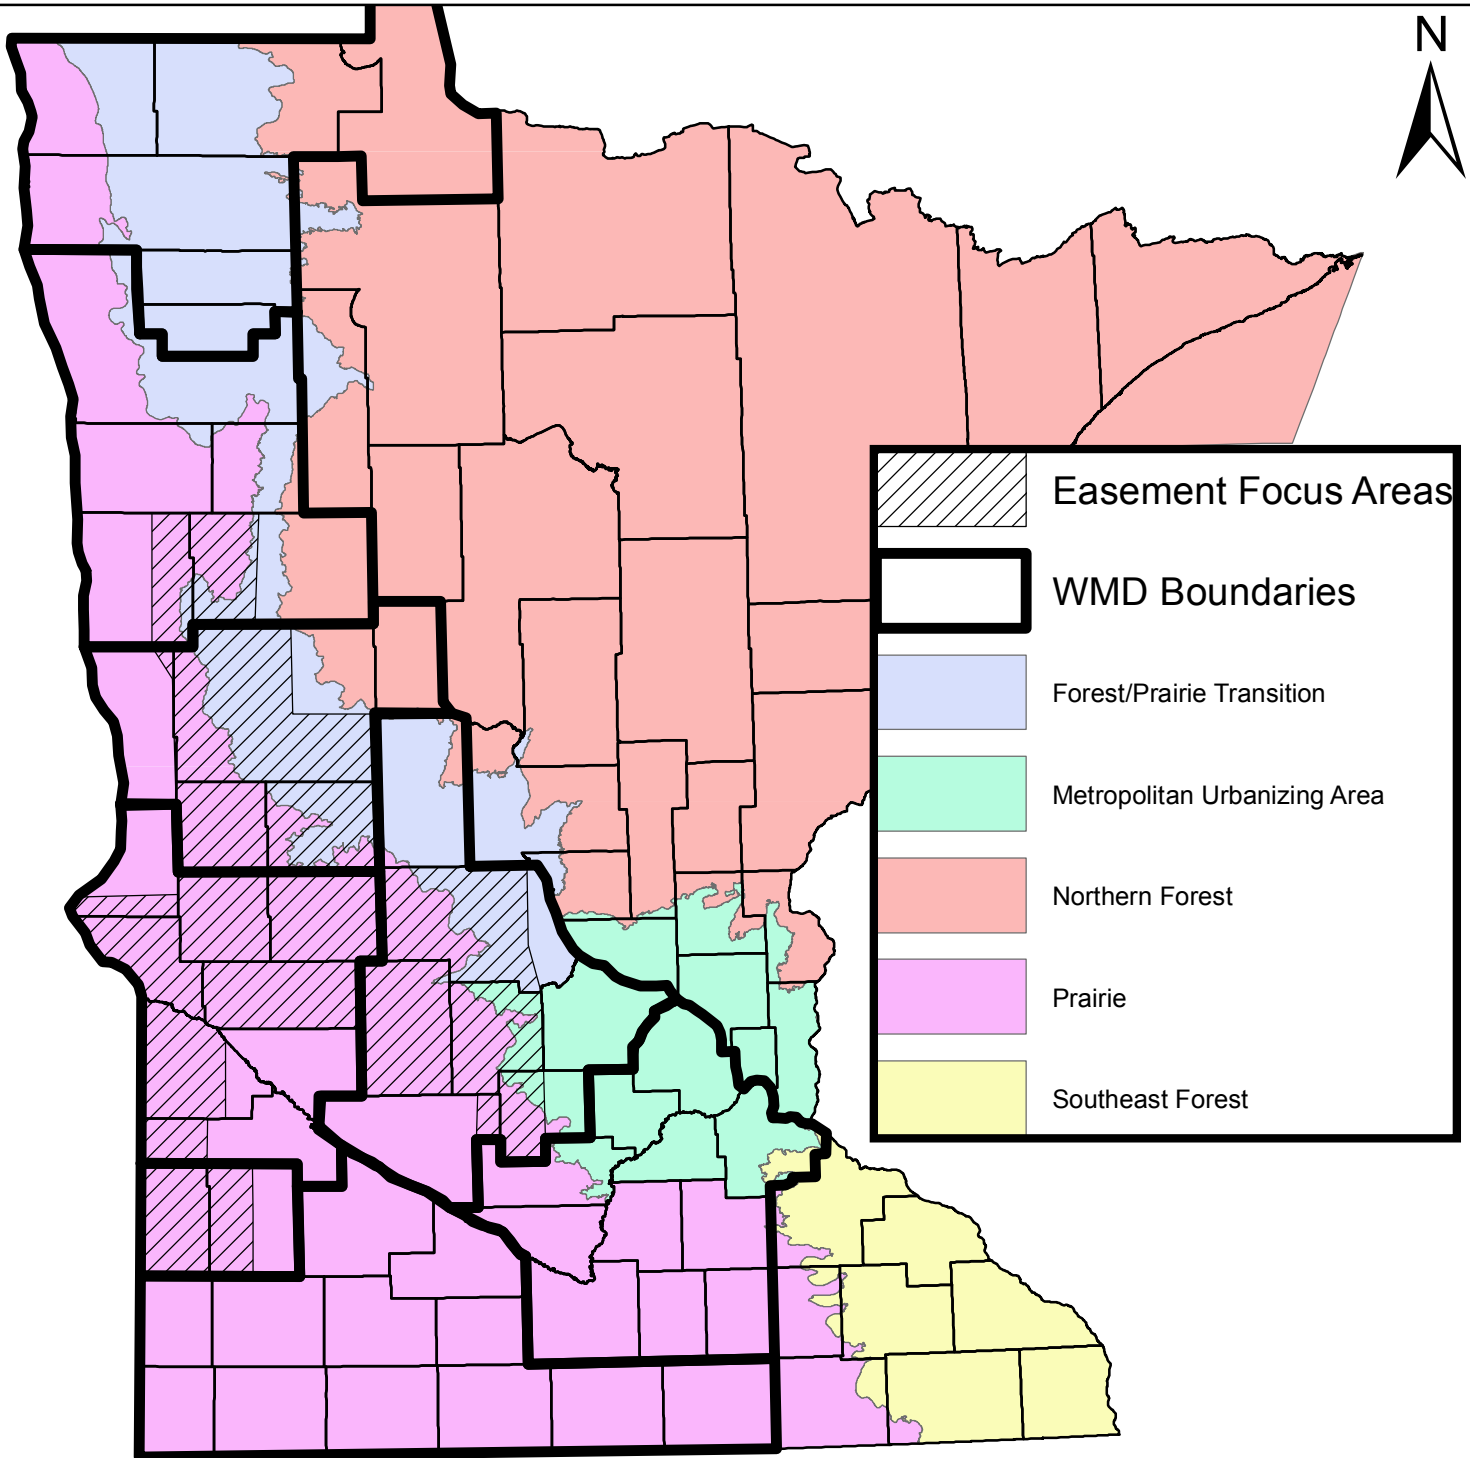 N
Easement Focus Areas
WMD Boundaries
Forest/Prairie Transition
Metropolitan Urbanizing Area
Northern Forest
Prairie
Southeast Forest